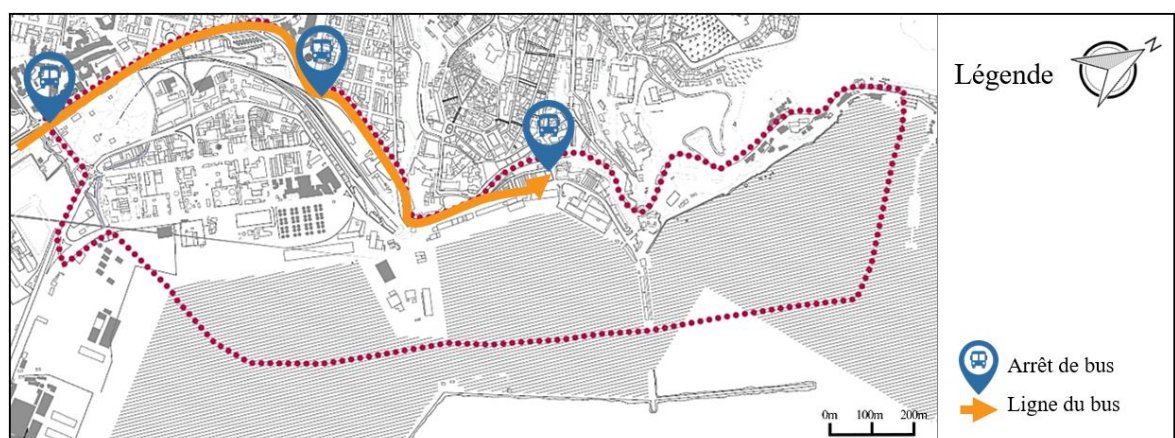 Légende
N
Arrêt de bus
Ligne du bus
0m 100m 200m